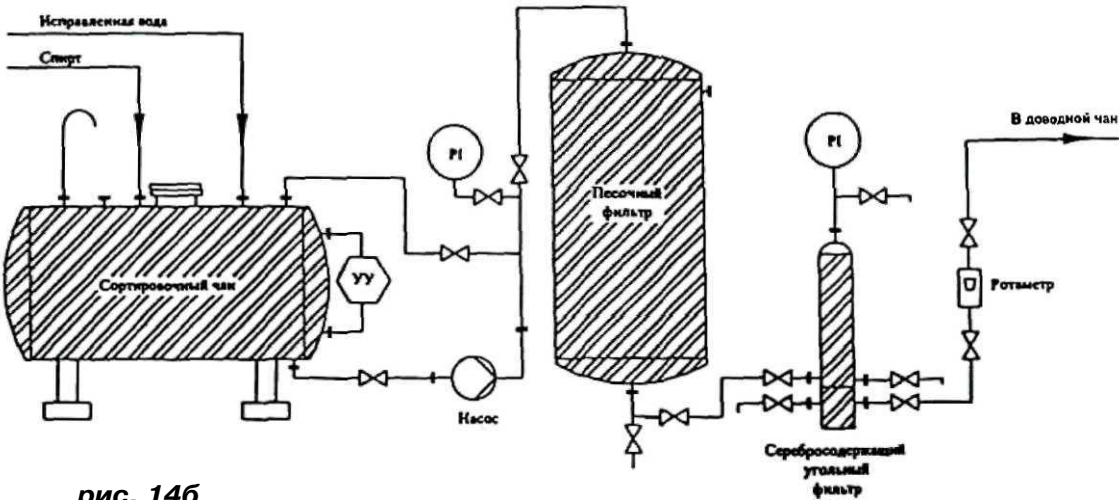 Исправленная вода
Спирт
В доводной чан
PI
PI
Песочный
фильтр
Сортировочный чан
УУ
Ротаметр
Насос
Серебросодержащий
угольный
фильтр
рис. 14б